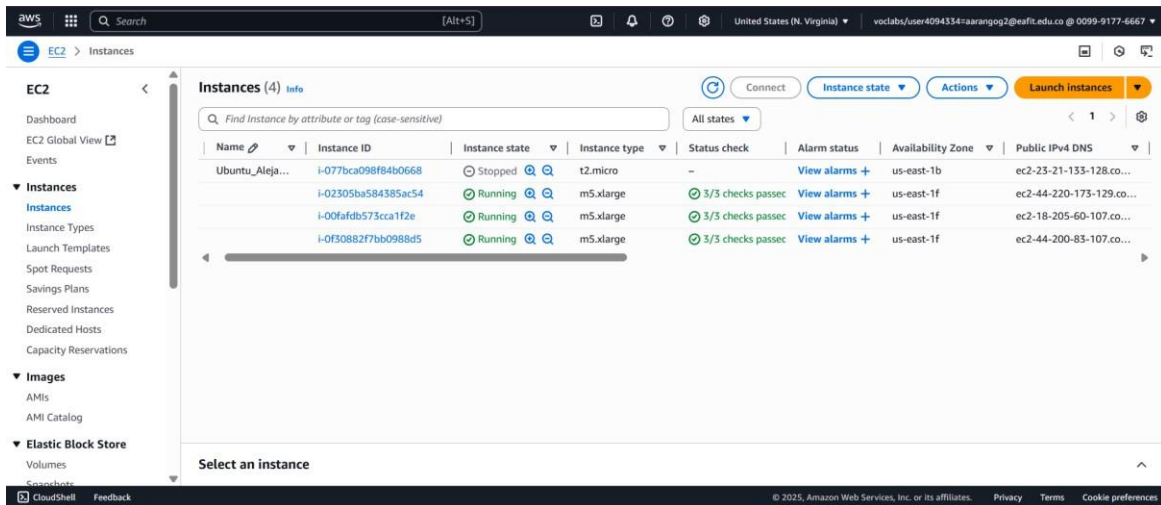 aws Search [Alt+S] United States (N. Virginia) voclabs/user4094334=aarangog2@eafit.edu.co @ 0099-9177-6667
EC2 > Instances
EC2
Dashboard
EC2 Global View
Events
Instances
Instances
Instance Types
Launch Templates
Spot Requests
Savings Plans
Reserved Instances
Dedicated Hosts
Capacity Reservations
Images
AMIs
AMI Catalog
Elastic Block Store
Volumes
Snapshots
Instances (4) Info Connect Instance state Actions Launch instances
Find Instance by attribute or tag (case-sensitive) All states 1
Name Instance ID Instance state Instance type Status check Alarm status Availability Zone Public IPv4 DNS
Ubuntu_Aleja... i-077bca098f84b0668 Stopped t2.micro – View alarms + us-east-1b ec2-23-21-133-128.co...
i-02305ba584385ac54 Running m5.xlarge 3/3 checks passec View alarms + us-east-1f ec2-44-220-173-129.co...
i-00fafdb573cca1f2e Running m5.xlarge 3/3 checks passec View alarms + us-east-1f ec2-18-205-60-107.co...
i-0f30882f7bb0988d5 Running m5.xlarge 3/3 checks passec View alarms + us-east-1f ec2-44-200-83-107.co...
Select an instance
CloudShell Feedback © 2025, Amazon Web Services, Inc. or its affiliates. Privacy Terms Cookie preferences